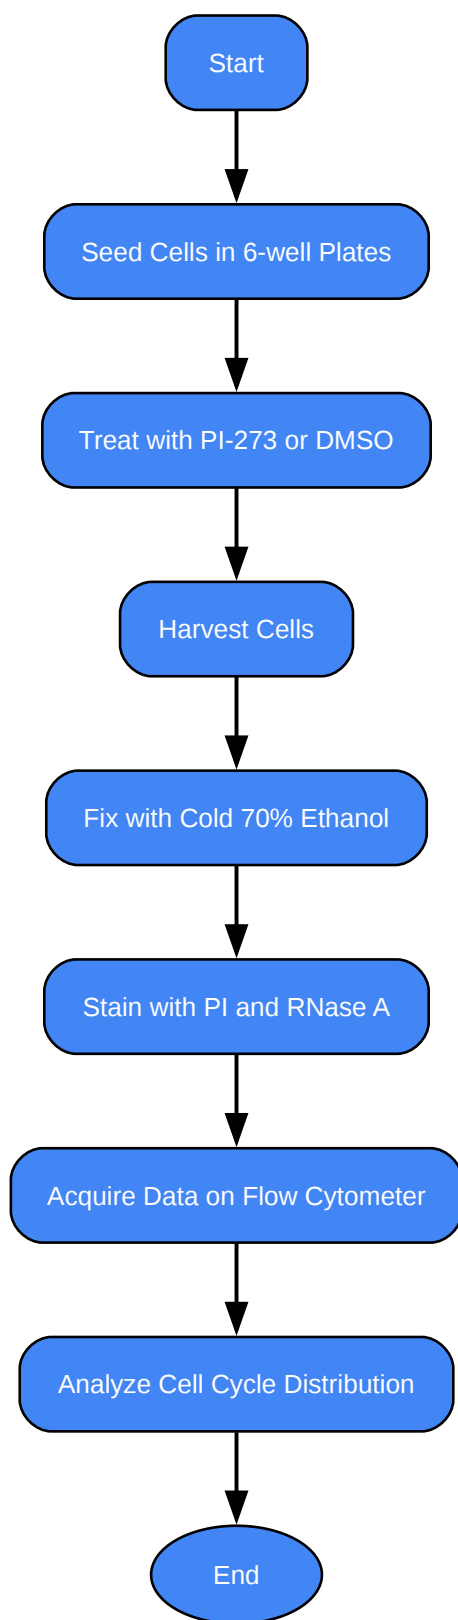 Start
Seed Cells in 6-well Plates
Treat with PI-273 or DMSO
Harvest Cells
Fix with Cold 70% Ethanol
Stain with PI and RNase A
Acquire Data on Flow Cytometer
Analyze Cell Cycle Distribution
End